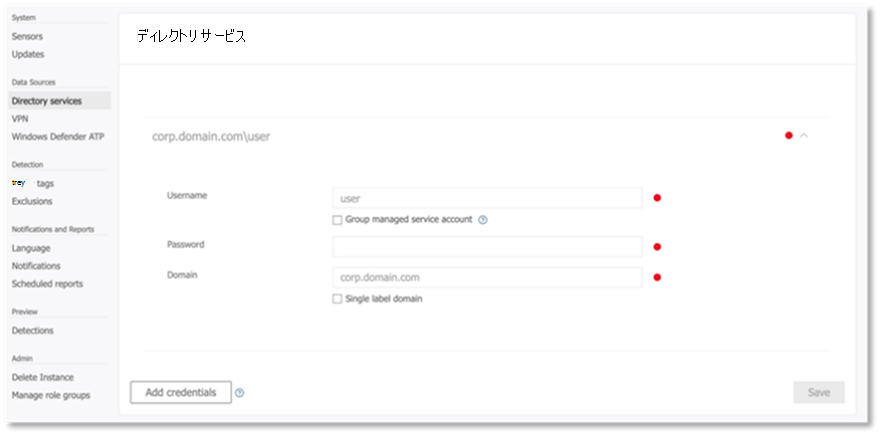 System
Sensors
Updates
Data Sources
Directory services
VPN
Windows Defender ATP
Detection
trey tags
Exclusions
Notifications and Reports
Language
Notifications
Scheduled reports
Preview
Detections
Admin
Delete Instance
Manage role groups
ディレクトリ サービス
corp.domain.com\user
Username
user
Group managed service account ?
Password
Domain
corp.domain.com
Single label domain
Add credentials ?
Save